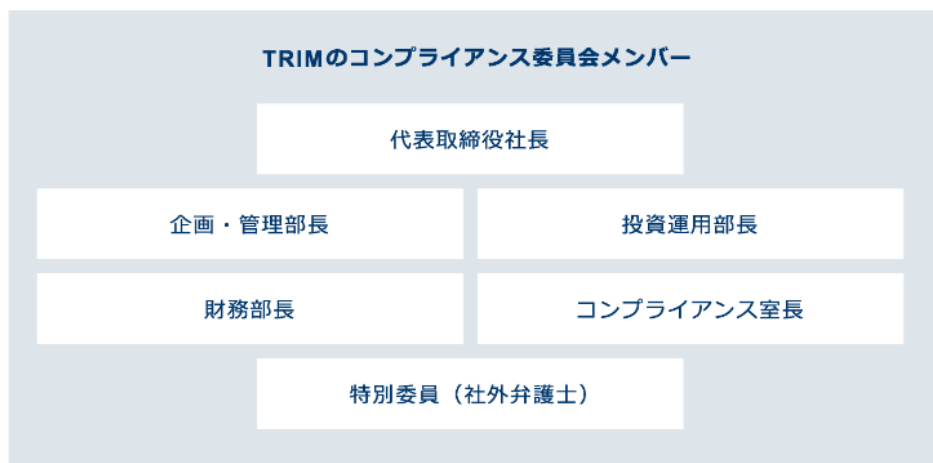 TRIMのコンプライアンス委員会メンバー
代表取締役社長
企画・管理部長
投資運用部長
財務部長
コンプライアンス室長
特別委員（社外弁護士）